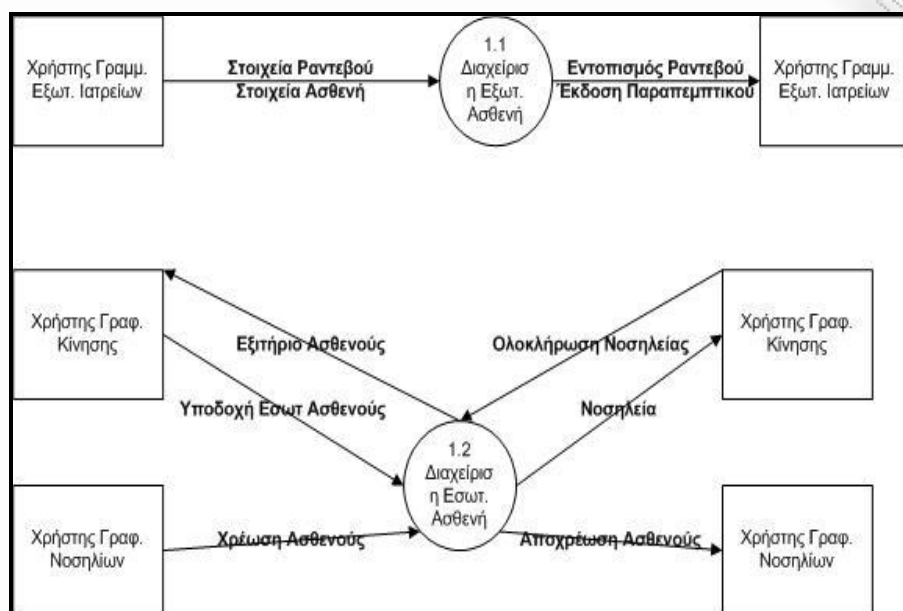 Χρήστης Γραμμ.
Εξωτ. Ιατρείων
Στοιχεία Ραντεβού
Στοιχεία Ασθενή
1.1
Διαχείρισ
η Εξωτ.
Ασθενή
Εντοπισμός Ραντεβού
Έκδοση Παραπεμπτικού
Χρήστης Γραμμ.
Εξωτ. Ιατρείων
Χρήστης Γραφ.
Κίνησης
Εξιτήριο Ασθενούς
Ολοκλήρωση Νοσηλείας
Χρήστης Γραφ.
Κίνησης
Υποδοχή Εσωτ Ασθενούς
Νοσηλεία
1.2
Διαχείρισ
η Εσωτ.
Ασθενή
Χρήστης Γραφ.
Νοσηλίων
Χρέωση Ασθενούς
Αποχρέωση Ασθενούς
Χρήστης Γραφ.
Νοσηλίων